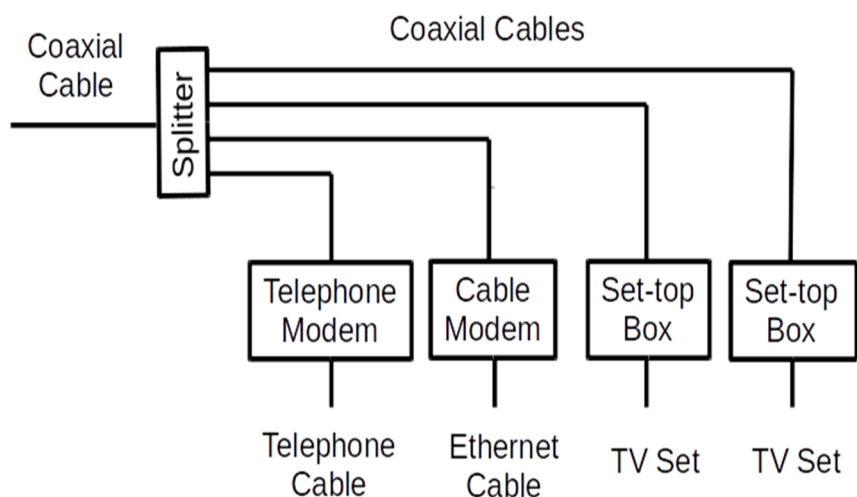 Coaxial Cables
Coaxial
Cable
Splitter
Telephone
Modem
Cable
Modem
Set-top
Box
Set-top
Box
Telephone
Cable
Ethernet
Cable
TV Set
TV Set